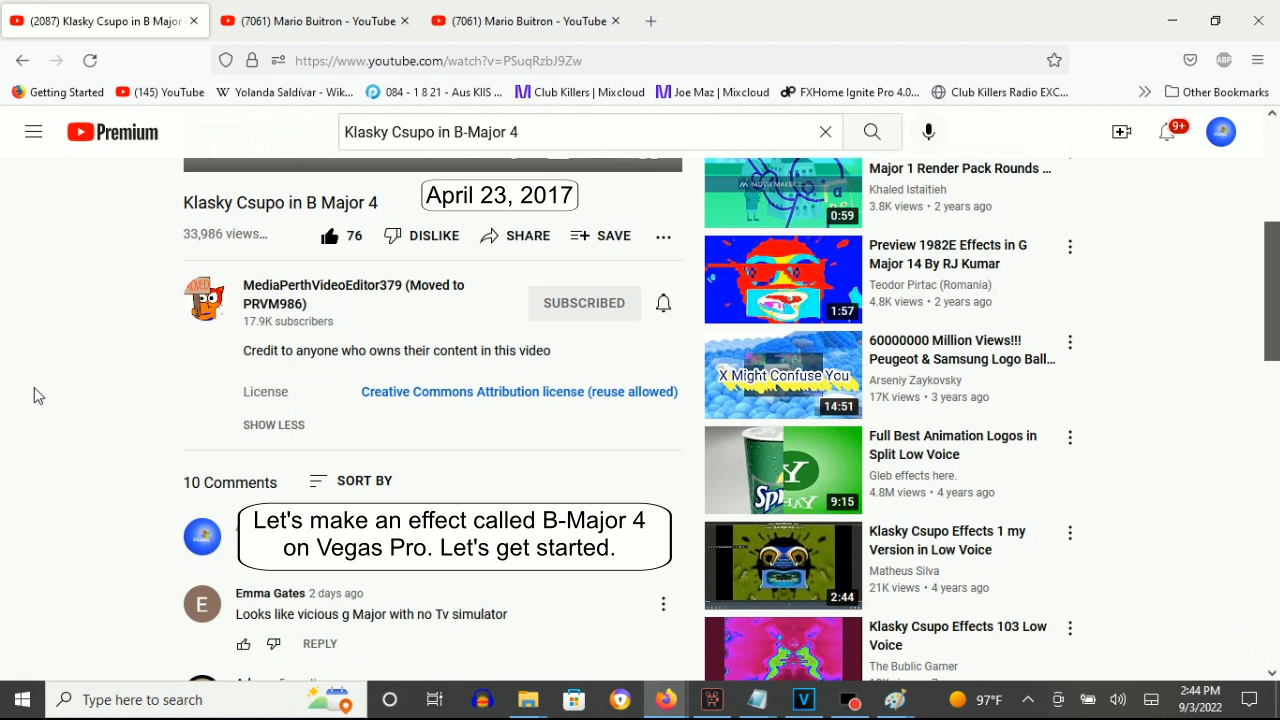 (2087) Klasky Csupo in B Major
(7061) Mario Buitron - YouTube
(7061) Mario Buitron - YouTube
https://www.youtube.com/watch?v=PSuqRzbJ9Zw
ABP
Getting Started
(145) YouTube
Yolanda Saldívar - Wik...
084 - 1 8 21 - Aus KIIS ...
Club Killers | Mixcloud
Joe Maz | Mixcloud
FXHome Ignite Pro 4.0...
Club Killers Radio EXC...
Other Bookmarks
Premium
Klasky Csupo in B-Major 4
9+
Klasky Csupo in B Major 4
April 23, 2017
33,986 views...
76
DISLIKE
SHARE
SAVE
MOVED
MediaPerthVideoEditor379 (Moved to
PRVM986)
17.9K subscribers
SUBSCRIBED
Credit to anyone who owns their content in this video
License
Creative Commons Attribution license (reuse allowed)
SHOW LESS
10 Comments
SORT BY
Let's make an effect called B-Major 4
on Vegas Pro. Let's get started.
E
Emma Gates 2 days ago
Looks like vicious g Major with no Tv simulator
REPLY
MOVIE MAKER
0:59
Major 1 Render Pack Rounds ...
Khaled Istaitieh
3.8K views • 2 years ago
1:57
Preview 1982E Effects in G
Major 14 By RJ Kumar
Teodor Pirtac (Romania)
4.8K views • 2 years ago
X Might Confuse You
14:51
60000000 Million Views!!!
Peugeot & Samsung Logo Ball...
Arseniy Zaykovsky
17K views • 3 years ago
9:15
Full Best Animation Logos in
Split Low Voice
Gleb effects here.
4.8M views • 4 years ago
2:44
Klasky Csupo Effects 1 my
Version in Low Voice
Matheus Silva
21K views • 4 years ago
Klasky Csupo Effects 103 Low
Voice
The Bublic Gamer
Type here to search
V
97°F
2:44 PM
9/3/2022